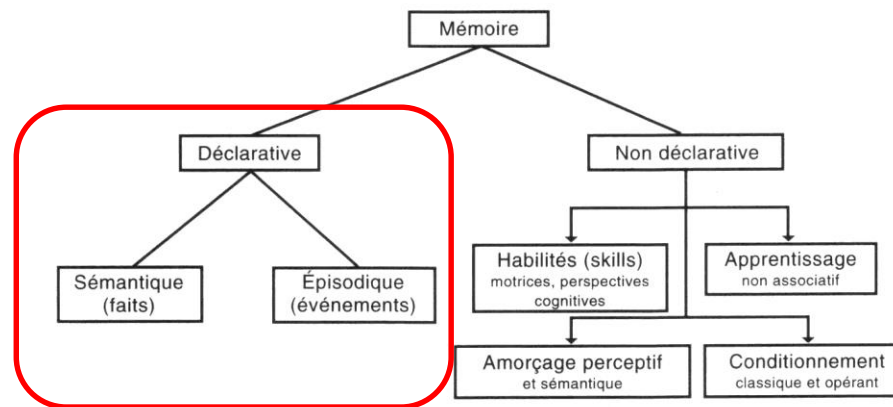 Mémoire
Déclarative
Non déclarative
Sémantique
(faits)
Épisodique
(événements)
Habilités (skills)
motrices, perspectives
cognitives
Apprentissage
non associatif
Amorçage perceptif
et sémantique
Conditionnement
classique et opérant